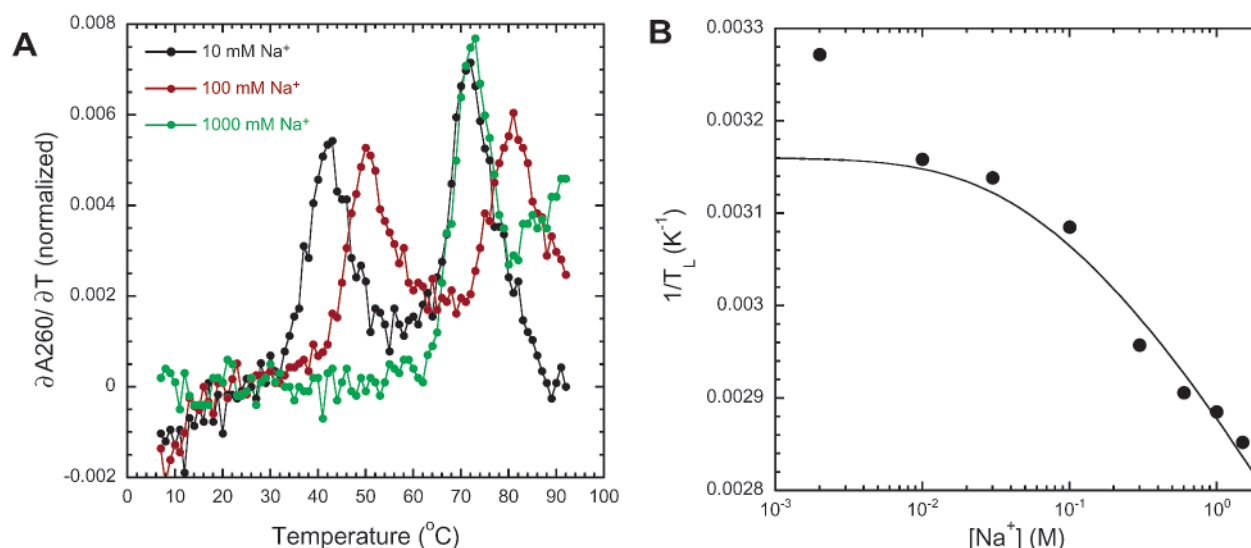 A
∂A260/ ∂T (normalized)
0.008
0.006
0.004
0.002
0
-0.002
10 mM Na⁺
100 mM Na⁺
1000 mM Na⁺
0 10 20 30 40 50 60 70 80 90 100
Temperature (°C)
B
1/T_L (K⁻¹)
0.0033
0.0032
0.0031
0.003
0.0029
0.0028
10⁻³ 10⁻² 10⁻¹ 10⁰
[Na⁺] (M)